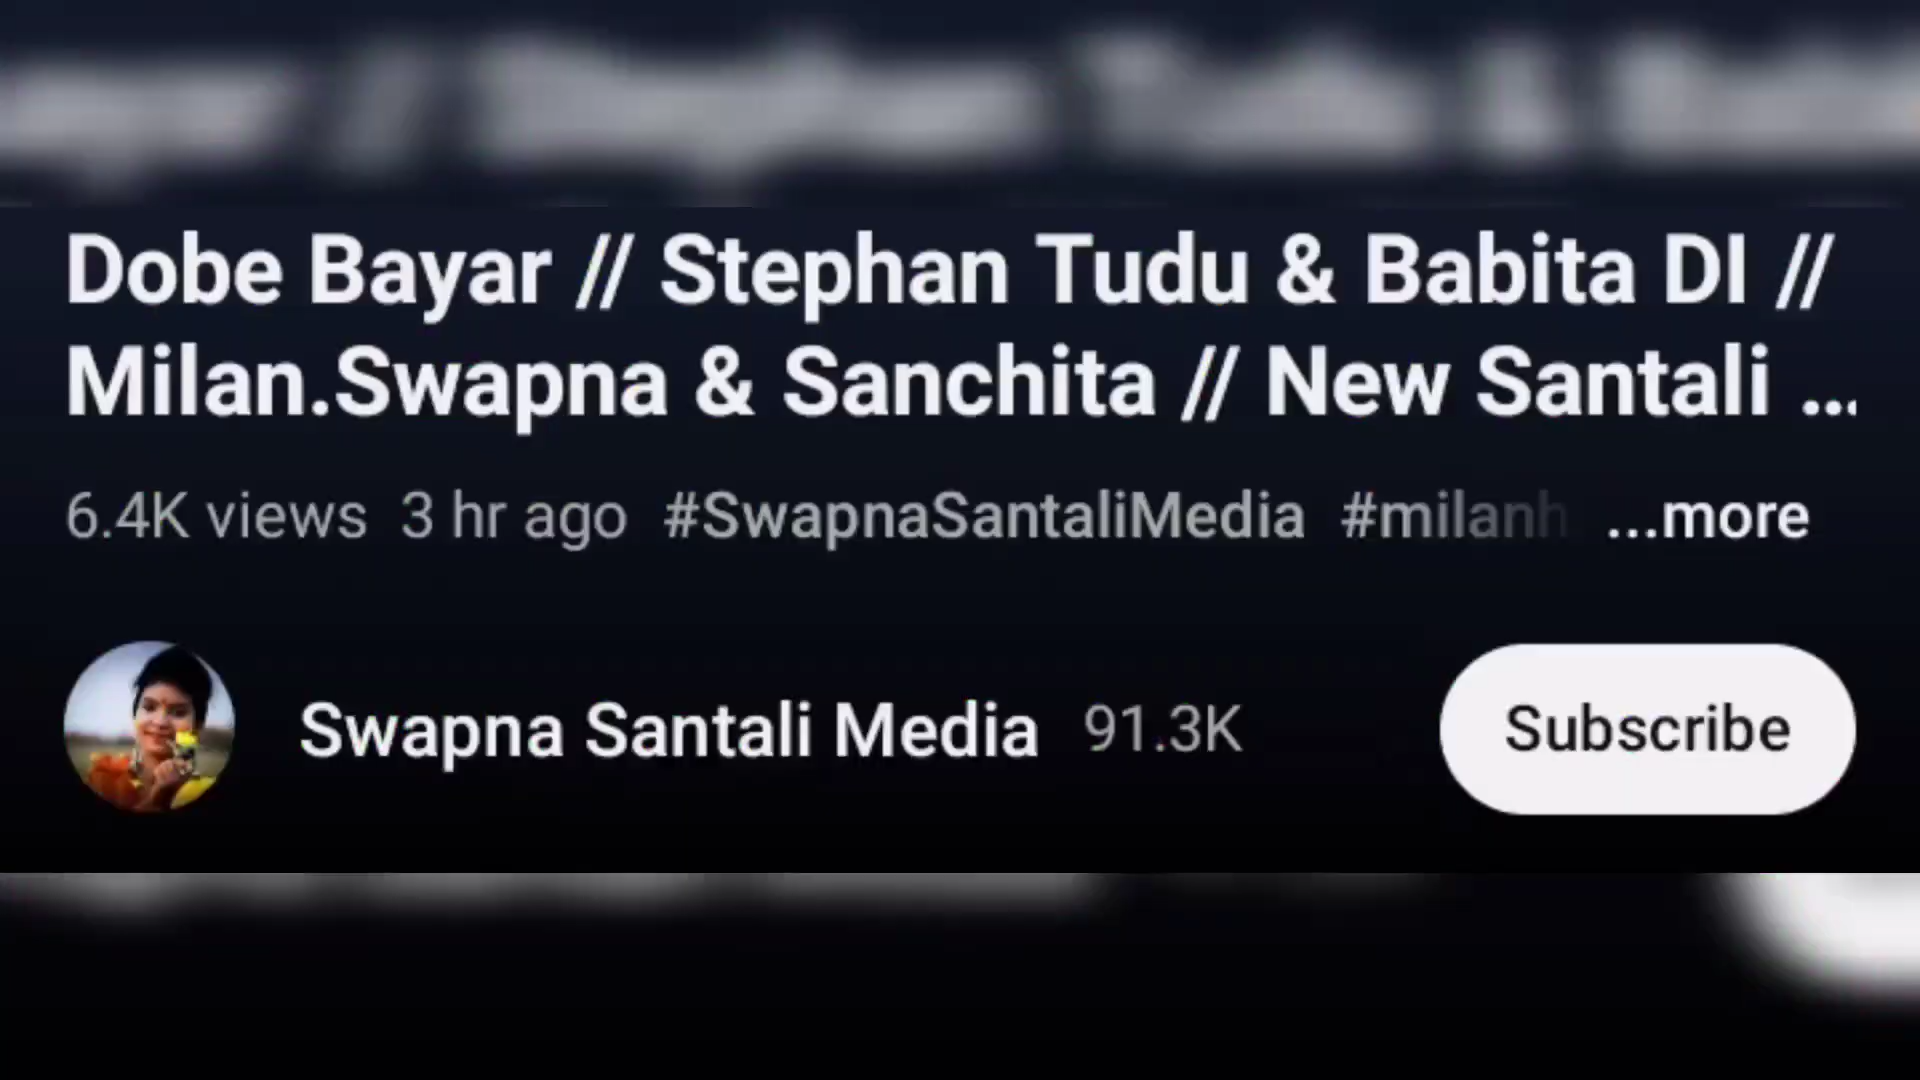 Dobe Bayar // Stephan Tudu & Babita DI //
Milan.Swapna & Sanchita // New Santali ...
6.4K views 3 hr ago #SwapnaSantaliMedia #milanh ...more
Swapna Santali Media 91.3K
Subscribe